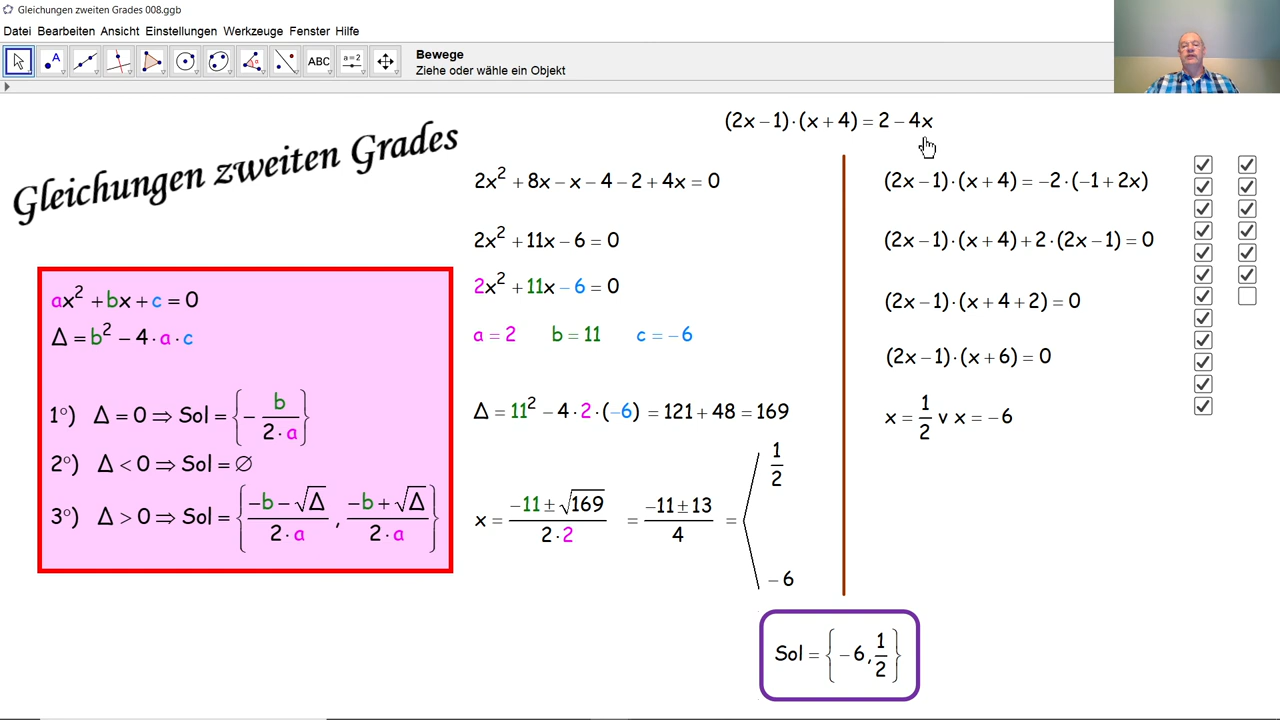 Gleichungen zweiten Grades 008.ggb
Datei Bearbeiten Ansicht Einstellungen Werkzeuge Fenster Hilfe
A
ABC
a=2
Bewege
Ziehe oder wähle ein Objekt
Gleichungen zweiten Grades
(2x−1)·(x+4)=2−4x
ax²+bx+c=0
Δ=b²−4·a·c
1°) Δ=0⇒Sol={−b/(2·a)}
2°) Δ<0⇒Sol=∅
3°) Δ>0⇒Sol={(−b−√Δ)/(2·a), (−b+√Δ)/(2·a)}
2x²+8x−x−4−2+4x=0
2x²+11x−6=0
2x²+11x−6=0
a=2 b=11 c=−6
Δ=11²−4·2·(−6)=121+48=169
x=(−11±√169)/(2·2)=(−11±13)/4=
1/2
−6
(2x−1)·(x+4)=−2·(−1+2x)
(2x−1)·(x+4)+2·(2x−1)=0
(2x−1)·(x+4+2)=0
(2x−1)·(x+6)=0
x=1/2 ∨ x=−6
Sol={−6,1/2}